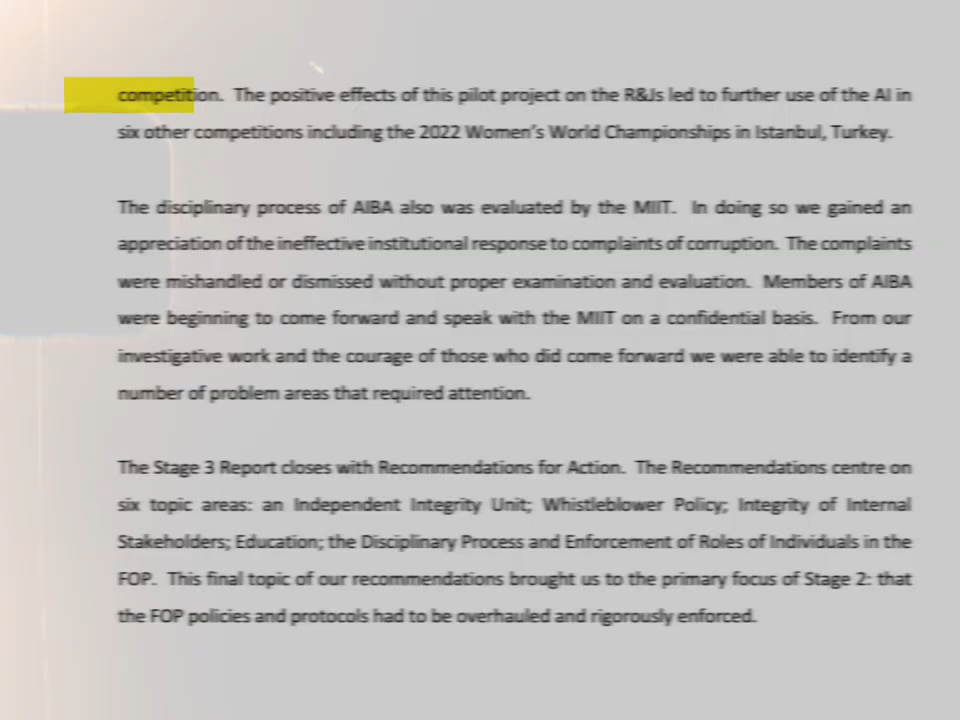 competition. The positive effects of this pilot project on the R&Js led to further use of the AI in
six other competitions including the 2022 Women's World Championships in Istanbul, Turkey.
The disciplinary process of AIBA also was evaluated by the MIIT. In doing so we gained an
appreciation of the ineffective institutional response to complaints of corruption. The complaints
were mishandled or dismissed without proper examination and evaluation. Members of AIBA
were beginning to come forward and speak with the MIIT on a confidential basis. From our
investigative work and the courage of those who did come forward we were able to identify a
number of problem areas that required attention.
The Stage 3 Report closes with Recommendations for Action. The Recommendations centre on
six topic areas: an Independent Integrity Unit; Whistleblower Policy; Integrity of Internal
Stakeholders; Education; the Disciplinary Process and Enforcement of Roles of Individuals in the
FOP. This final topic of our recommendations brought us to the primary focus of Stage 2: that
the FOP policies and protocols had to be overhauled and rigorously enforced.